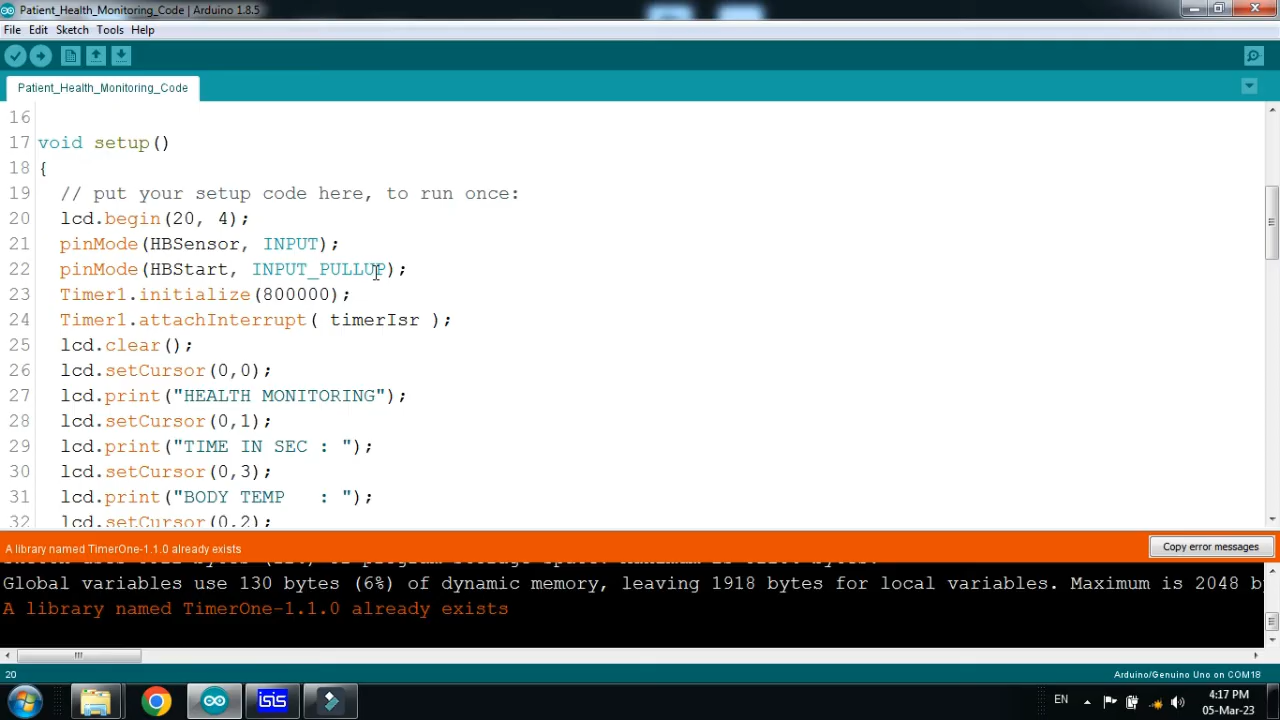 Patient_Health_Monitoring_Code | Arduino 1.8.5
File Edit Sketch Tools Help
Patient_Health_Monitoring_Code
16
17 void setup()
18 {
19 // put your setup code here, to run once:
20 lcd.begin(20, 4);
21 pinMode(HBSensor, INPUT);
22 pinMode(HBStart, INPUT_PULLUP);
23 Timer1.initialize(800000);
24 Timer1.attachInterrupt( timerIsr );
25 lcd.clear();
26 lcd.setCursor(0,0);
27 lcd.print("HEALTH MONITORING");
28 lcd.setCursor(0,1);
29 lcd.print("TIME IN SEC : ");
30 lcd.setCursor(0,3);
31 lcd.print("BODY TEMP   : ");
32 lcd.setCursor(0,2);
A library named TimerOne-1.1.0 already exists
Copy error messages
Global variables use 130 bytes (6%) of dynamic memory, leaving 1918 bytes for local variables. Maximum is 2048 b
A library named TimerOne-1.1.0 already exists
20
Arduino/Genuino Uno on COM18
isis
EN
4:17 PM
05-Mar-23